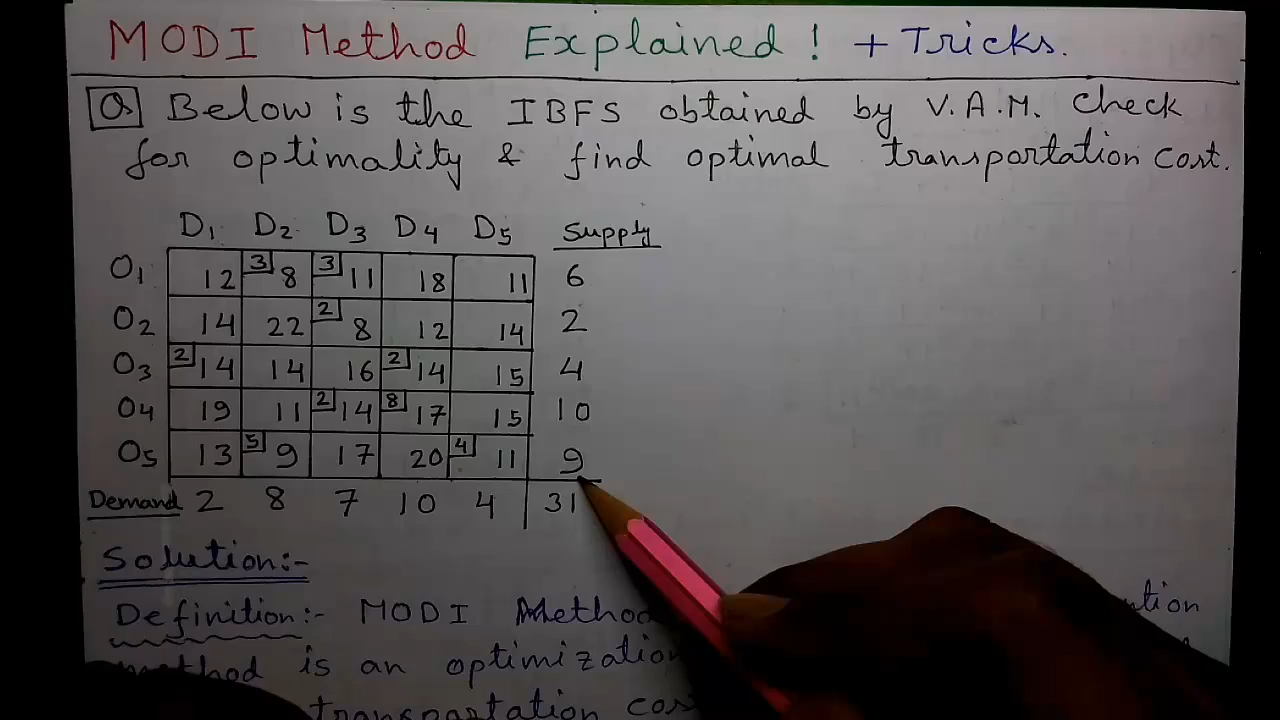 MODI Method Explained! + Tricks.
Q Below is the IBFS obtained by V.A.M. Check
for optimality & find optimal transportation cost.
D1 D2 D3 D4 D5 Supply
O1 12 3 8 3 11 18 11 6
O2 14 22 2 8 12 14 2
O3 2 14 14 16 2 14 15 4
O4 19 11 2 14 8 17 15 10
O5 13 5 9 17 20 4 11 9
Demand 2 8 7 10 4 31
Solution:-
Definition:- MODI Method
method is an optimization
transportation